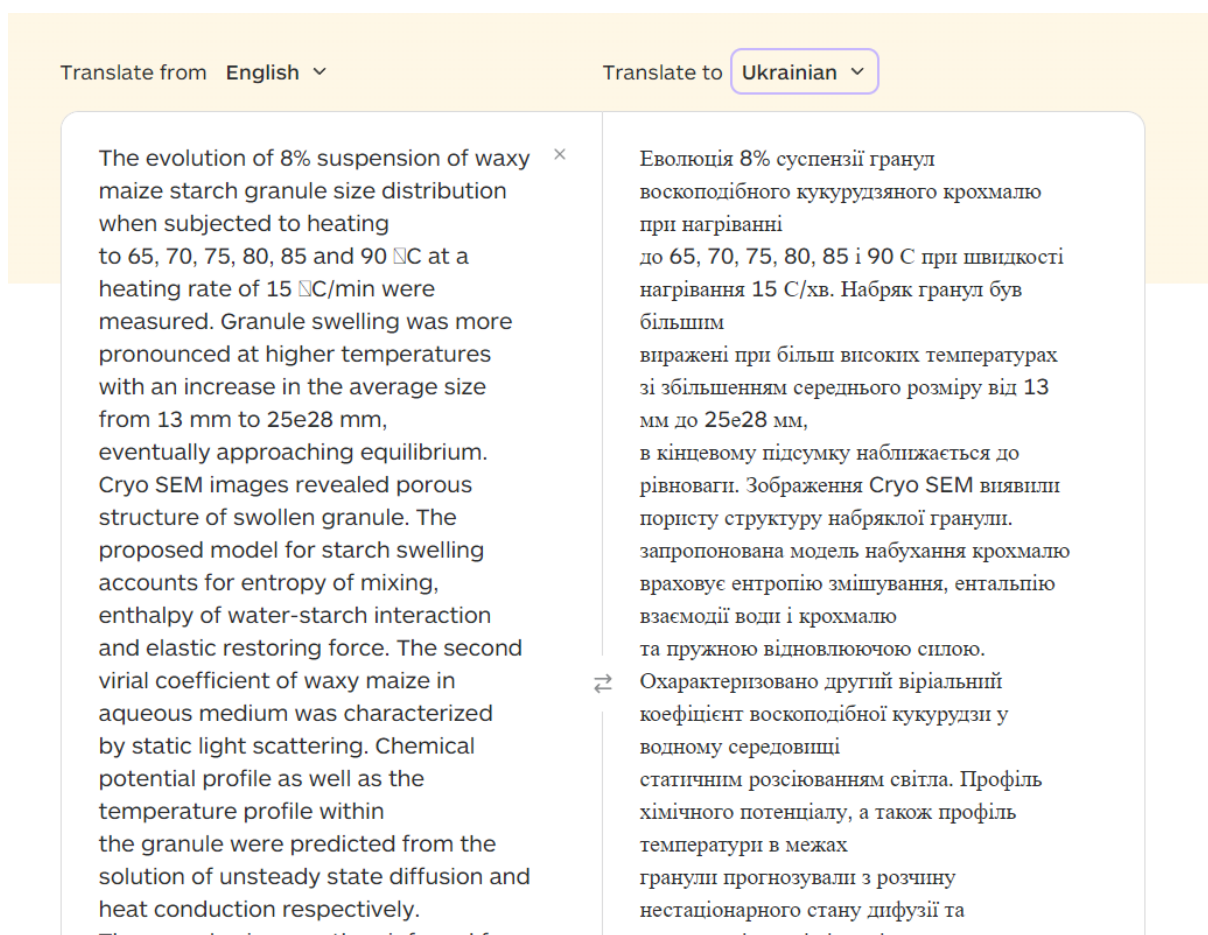 Translate from English
Translate to Ukrainian
The evolution of 8% suspension of waxy
maize starch granule size distribution
when subjected to heating
to 65, 70, 75, 80, 85 and 90 C at a
heating rate of 15 C/min were
measured. Granule swelling was more
pronounced at higher temperatures
with an increase in the average size
from 13 mm to 25e28 mm,
eventually approaching equilibrium.
Cryo SEM images revealed porous
structure of swollen granule. The
proposed model for starch swelling
accounts for entropy of mixing,
enthalpy of water-starch interaction
and elastic restoring force. The second
virial coefficient of waxy maize in
aqueous medium was characterized
by static light scattering. Chemical
potential profile as well as the
temperature profile within
the granule were predicted from the
solution of unsteady state diffusion and
heat conduction respectively.
Еволюція 8% суспензії гранул
воскоподібного кукурудзяного крохмалю
при нагріванні
до 65, 70, 75, 80, 85 і 90 С при швидкості
нагрівання 15 С/хв. Набряк гранул був
більшим
виражені при більш високих температурах
зі збільшенням середнього розміру від 13
мм до 25e28 мм,
в кінцевому підсумку наближається до
рівноваги. Зображення Cryo SEM виявили
пористу структуру набряклої гранули.
запропонована модель набухання крохмалю
враховує ентропію змішування, ентальпію
взаємодії води і крохмалю
та пружною відновлюючою силою.
Охарактеризовано другий віріальний
коефіцієнт воскоподібної кукурудзи у
водному середовищі
статичним розсіюванням світла. Профіль
хімічного потенціалу, а також профіль
температури в межах
гранули прогнозували з розчину
нестаціонарного стану дифузії та